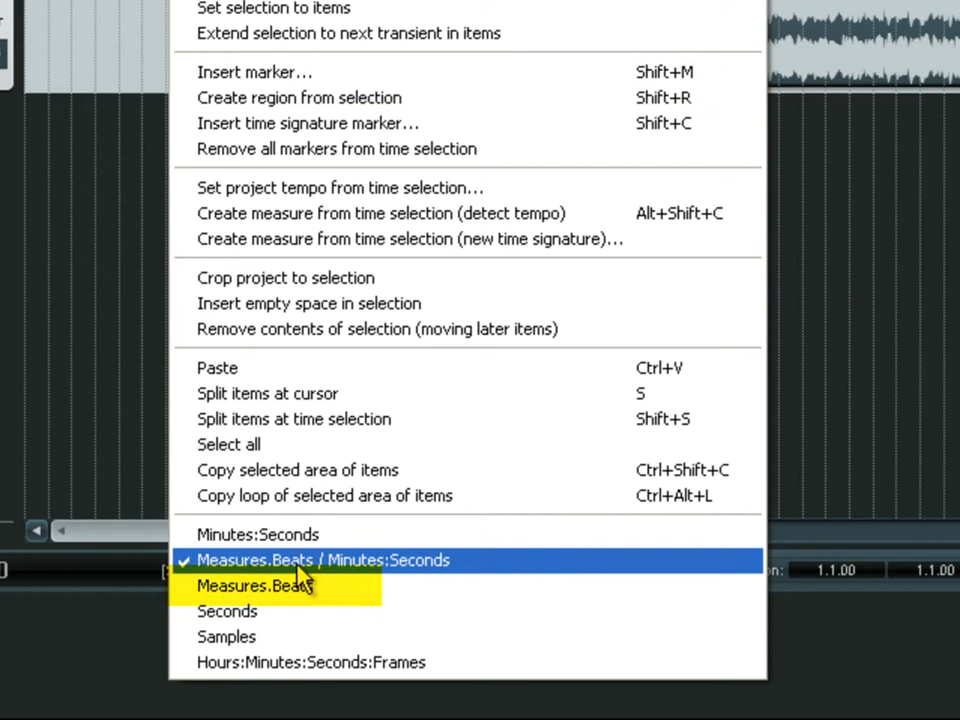 Set selection to items
Extend selection to next transient in items
Insert marker... Shift+M
Create region from selection Shift+R
Insert time signature marker... Shift+C
Remove all markers from time selection
Set project tempo from time selection...
Create measure from time selection (detect tempo) Alt+Shift+C
Create measure from time selection (new time signature)...
Crop project to selection
Insert empty space in selection
Remove contents of selection (moving later items)
Paste Ctrl+V
Split items at cursor S
Split items at time selection Shift+S
Select all
Copy selected area of items Ctrl+Shift+C
Copy loop of selected area of items Ctrl+Alt+L
Minutes:Seconds
Measures.Beats / Minutes:Seconds
1.1.00 1.1.00
Measures.Beats
Seconds
Samples
Hours:Minutes:Seconds:Frames